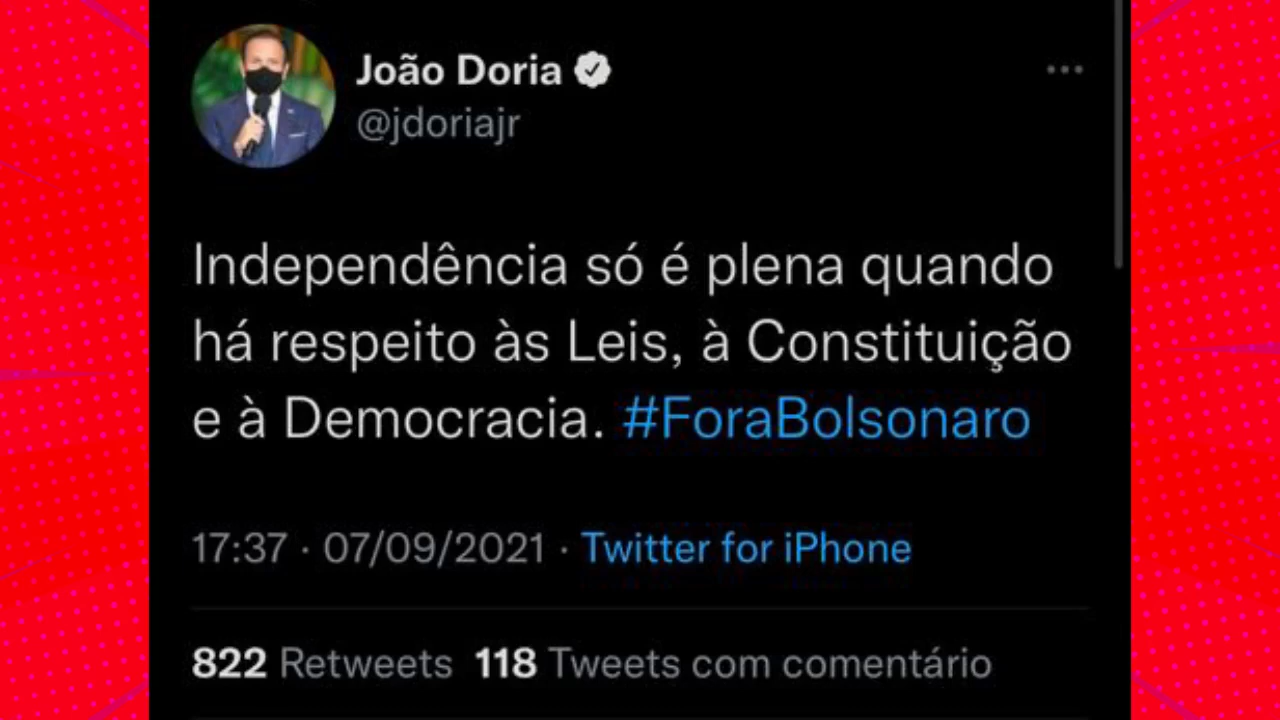 João Doria
@jdoriajr
Independência só é plena quando
há respeito às Leis, à Constituição
e à Democracia. #ForaBolsonaro
17:37 · 07/09/2021 · Twitter for iPhone
822 Retweets 118 Tweets com comentário